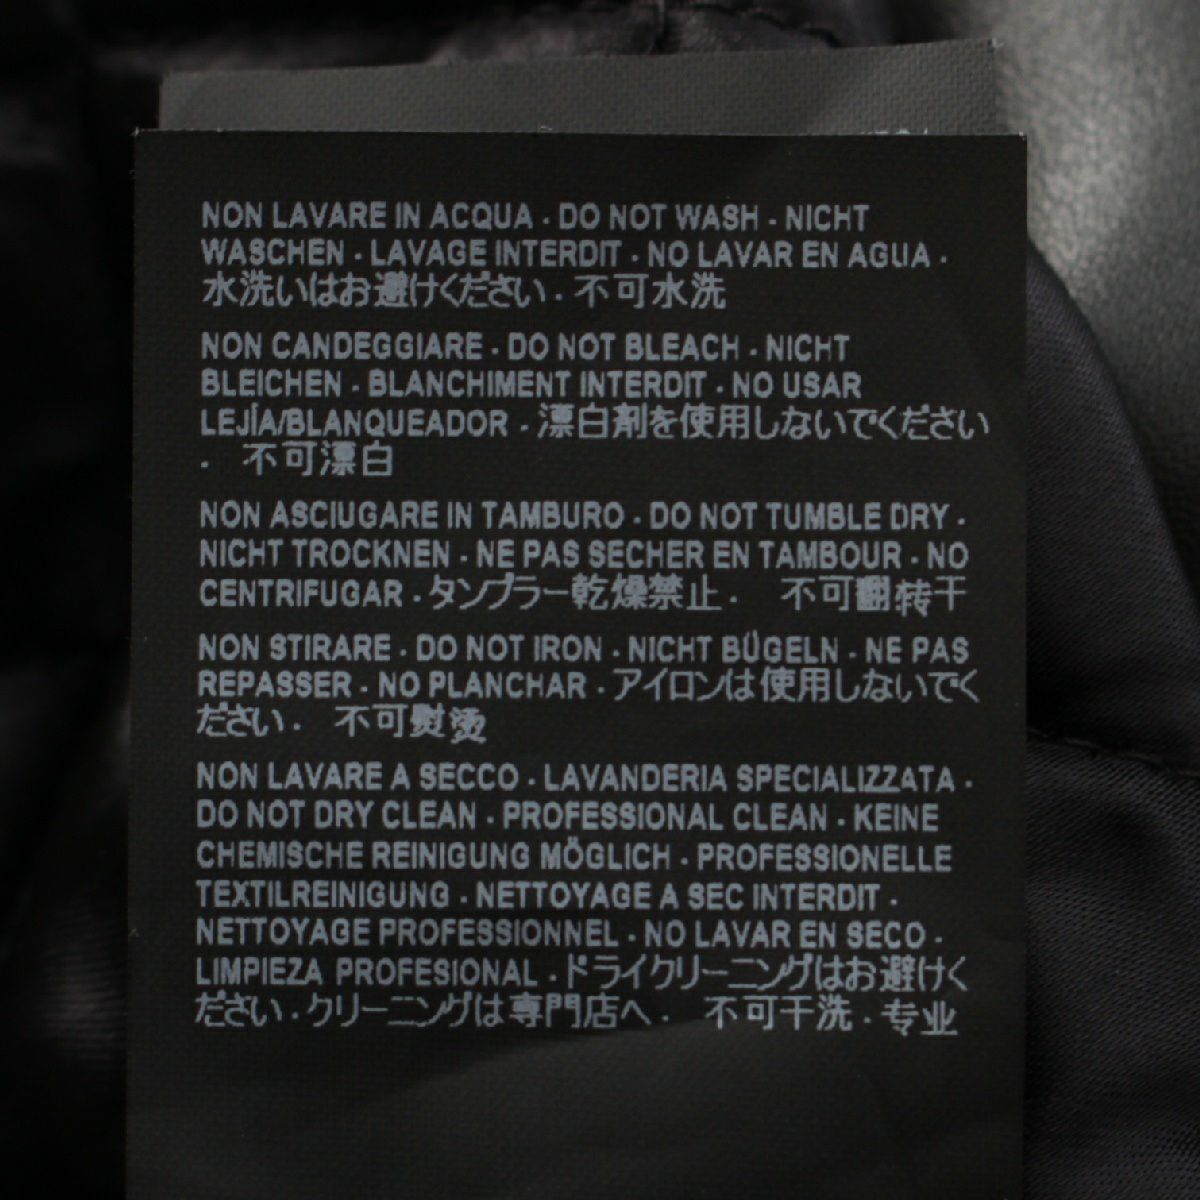 NON LAVARE IN ACQUA · DO NOT WASH · NICHT
WASCHEN · LAVAGE INTERDIT · NO LAVAR EN AGUA ·
水洗いはお避けください · 不可水洗
NON CANDEGGIARE · DO NOT BLEACH · NICHT
BLEICHEN · BLANCHIMENT INTERDIT · NO USAR
LEJÍA/BLANQUEADOR · 漂白剤を使用しないでください
· 不可漂白
NON ASCIUGARE IN TAMBURO · DO NOT TUMBLE DRY ·
NICHT TROCKNEN · NE PAS SECHER EN TAMBOUR · NO
CENTRIFUGAR · タンブラー乾燥禁止 · 不可翻转干
NON STIRARE · DO NOT IRON · NICHT BÜGELN · NE PAS
REPASSER · NO PLANCHAR · アイロンは使用しないでく
ださい · 不可熨烫
NON LAVARE A SECCO · LAVANDERIA SPECIALIZZATA ·
DO NOT DRY CLEAN · PROFESSIONAL CLEAN · KEINE
CHEMISCHE REINIGUNG MÖGLICH · PROFESSIONELLE
TEXTILREINIGUNG · NETTOYAGE A SEC INTERDIT ·
NETTOYAGE PROFESSIONNEL · NO LAVAR EN SECO ·
LIMPIEZA PROFESIONAL · ドライクリーニングはお避けく
ださい · クリーニングは専門店へ · 不可干洗 · 专业